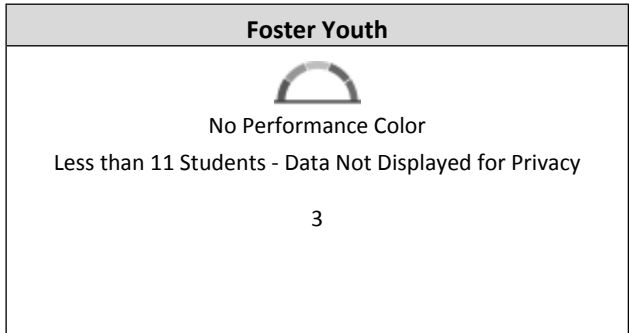 Foster Youth
No Performance Color
Less than 11 Students - Data Not Displayed for Privacy
3